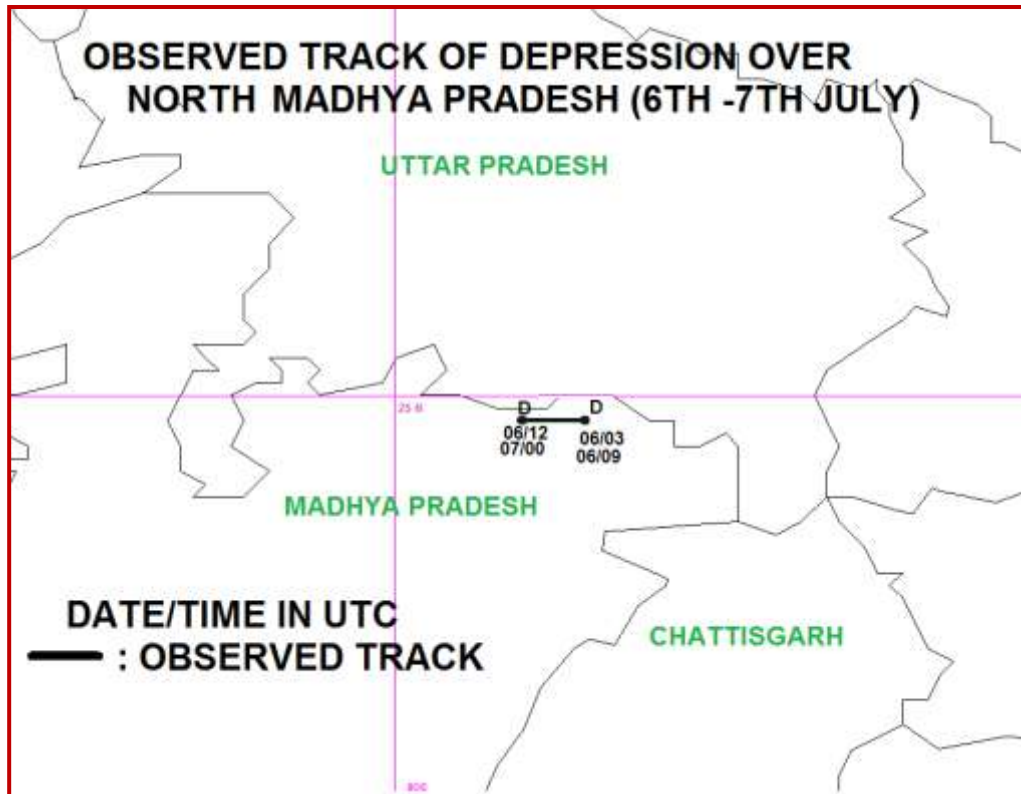 OBSERVED TRACK OF DEPRESSION OVER
NORTH MADHYA PRADESH (6TH -7TH JULY)
UTTAR PRADESH
25
D D
06/12 06/03
07/00 06/09
MADHYA PRADESH
DATE/TIME IN UTC
: OBSERVED TRACK
CHATTISGARH